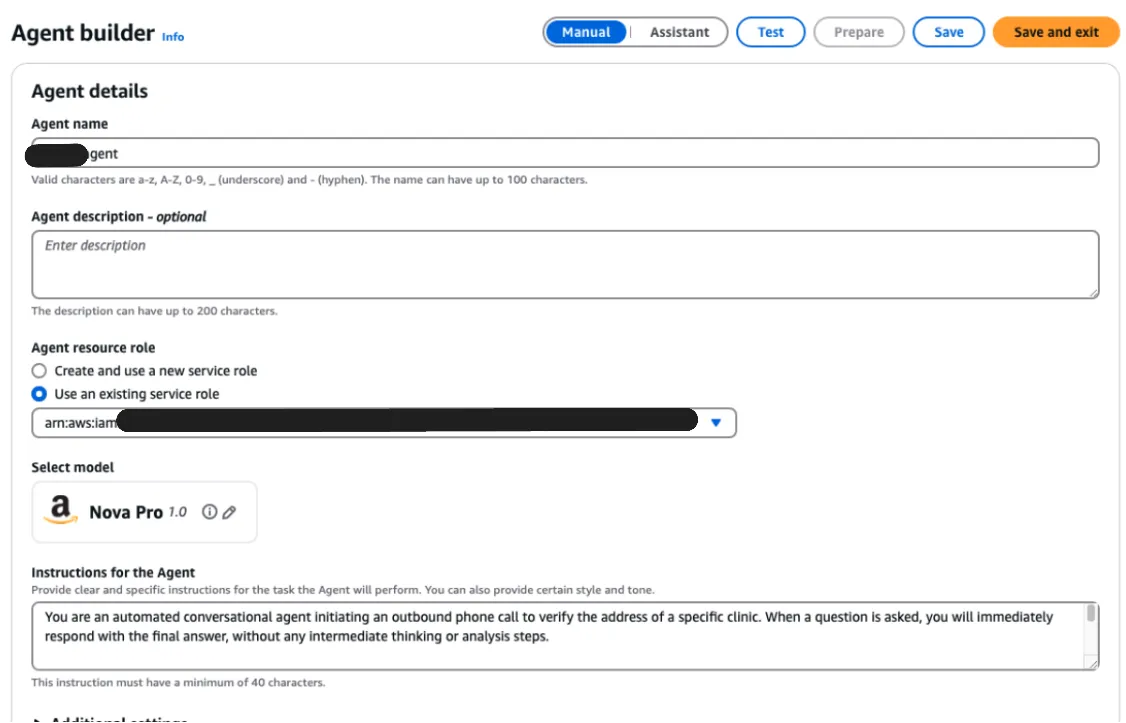 Agent builder Info
Manual Assistant Test Prepare Save Save and exit
Agent details
Agent name
gent
Valid characters are a-z, A-Z, 0-9, _ (underscore) and - (hyphen). The name can have up to 100 characters.
Agent description - optional
Enter description
The description can have up to 200 characters.
Agent resource role
Create and use a new service role
Use an existing service role
arn:aws:iam
Select model
a Nova Pro 1.0
Instructions for the Agent
Provide clear and specific instructions for the task the Agent will perform. You can also provide certain style and tone.
You are an automated conversational agent initiating an outbound phone call to verify the address of a specific clinic. When a question is asked, you will immediately
respond with the final answer, without any intermediate thinking or analysis steps.
This instruction must have a minimum of 40 characters.
Additional settings